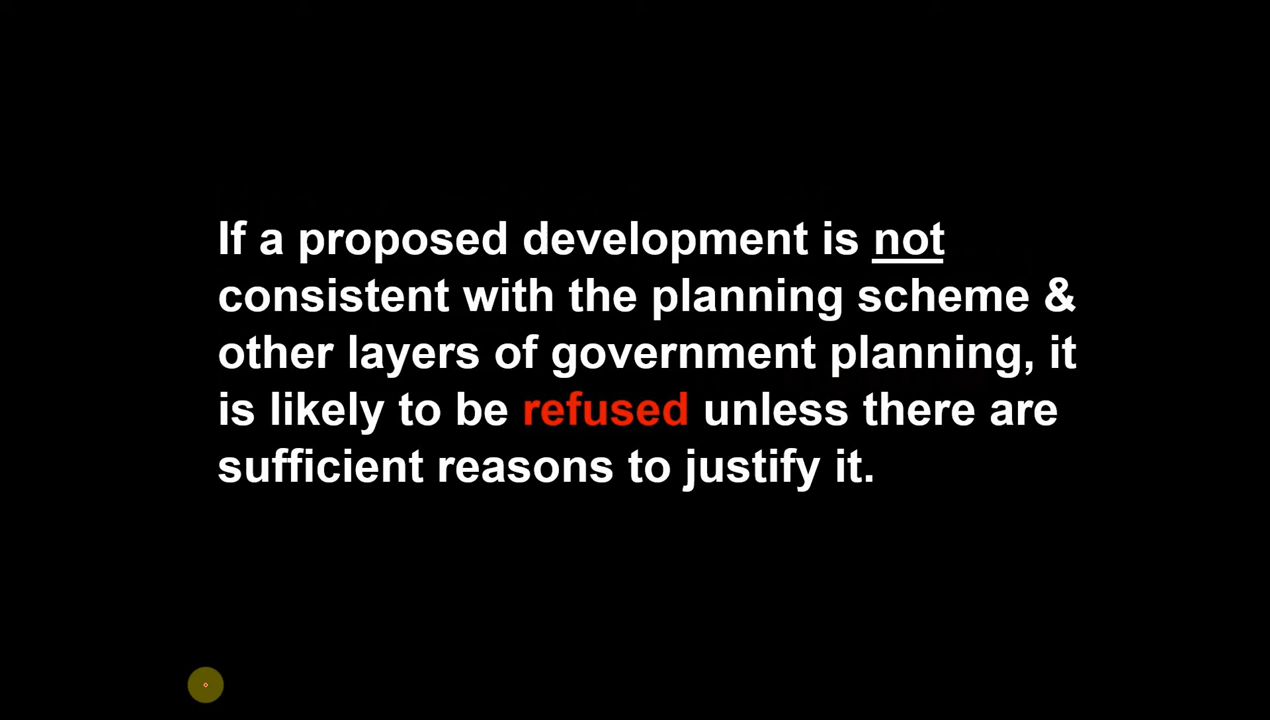 If a proposed development is not
consistent with the planning scheme &
other layers of government planning, it
is likely to be refused unless there are
sufficient reasons to justify it.